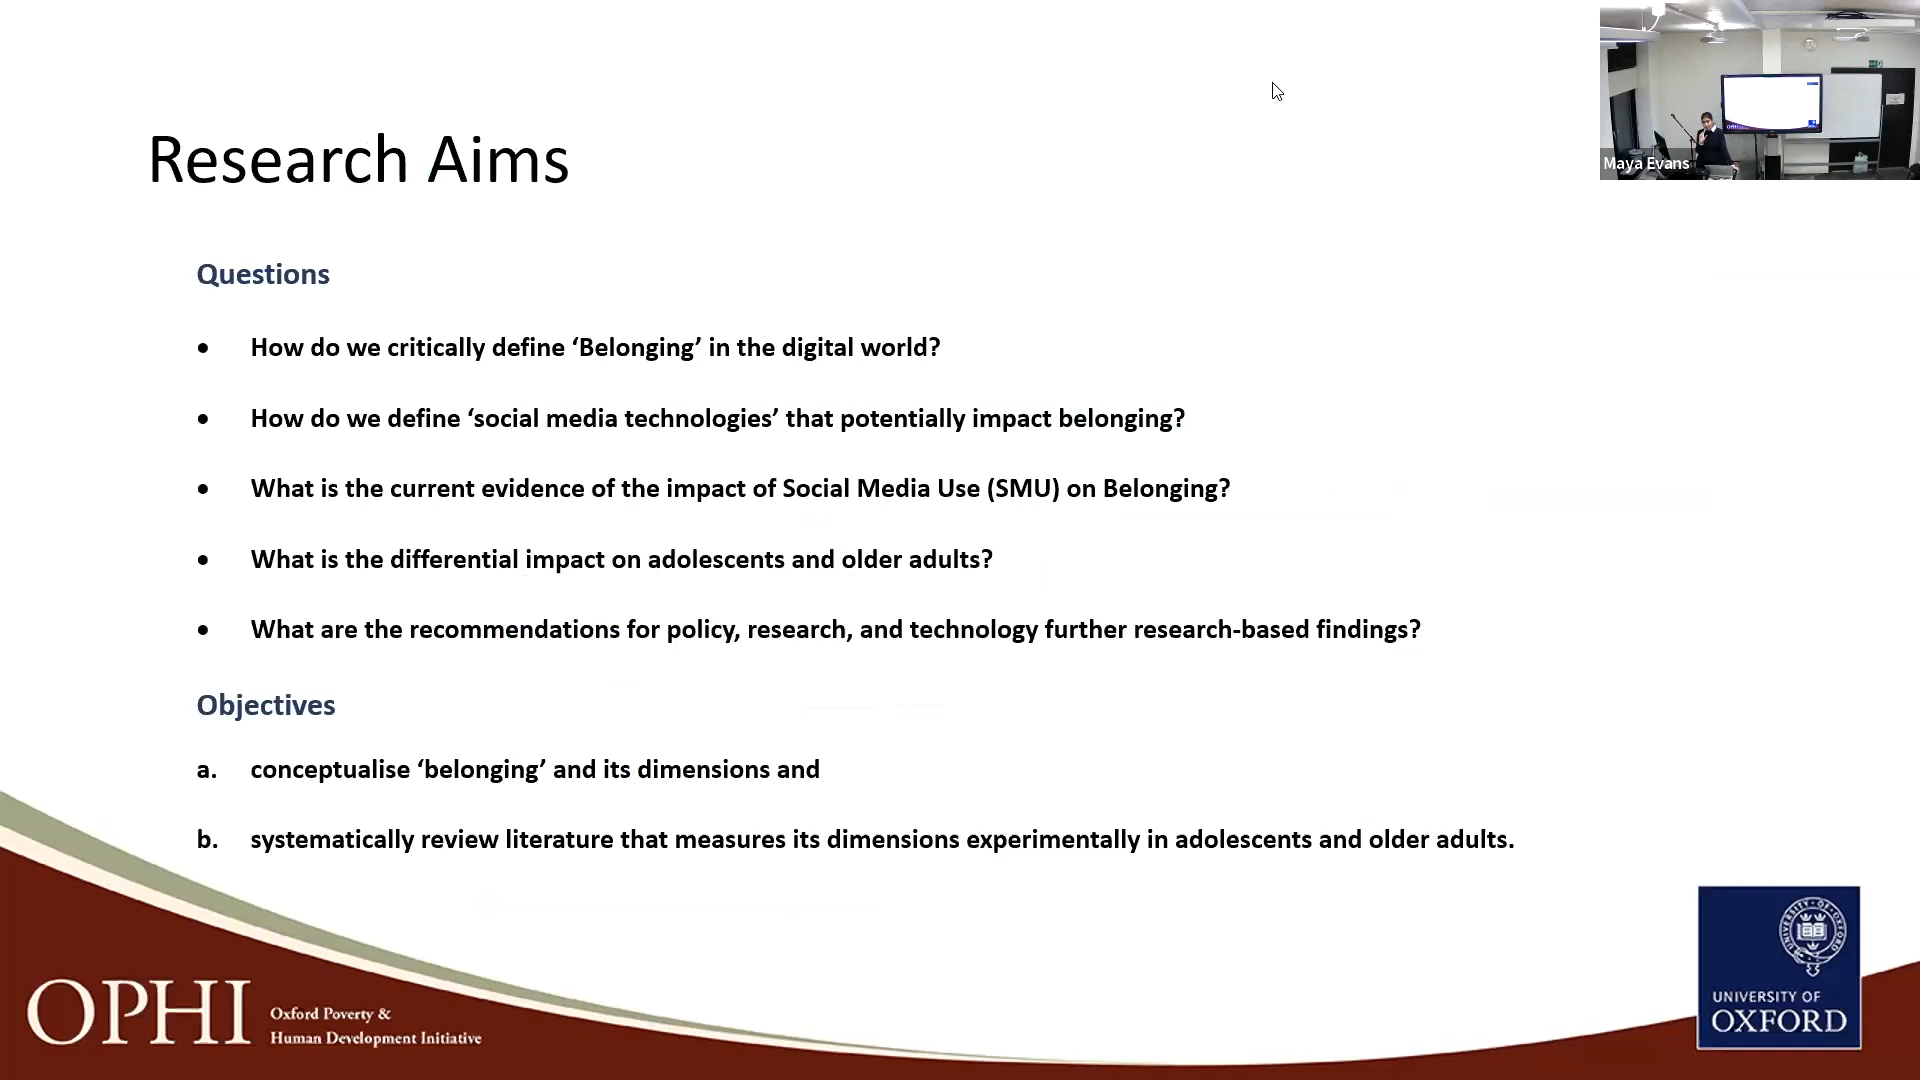 Research Aims
Maya Evans
Questions
• How do we critically define ‘Belonging’ in the digital world?
• How do we define ‘social media technologies’ that potentially impact belonging?
• What is the current evidence of the impact of Social Media Use (SMU) on Belonging?
• What is the differential impact on adolescents and older adults?
• What are the recommendations for policy, research, and technology further research-based findings?
Objectives
a. conceptualise ‘belonging’ and its dimensions and
b. systematically review literature that measures its dimensions experimentally in adolescents and older adults.
OPHI
Oxford Poverty &
Human Development Initiative
UNIVERSITY OF OXFORD
UNIVERSITY OF
OXFORD